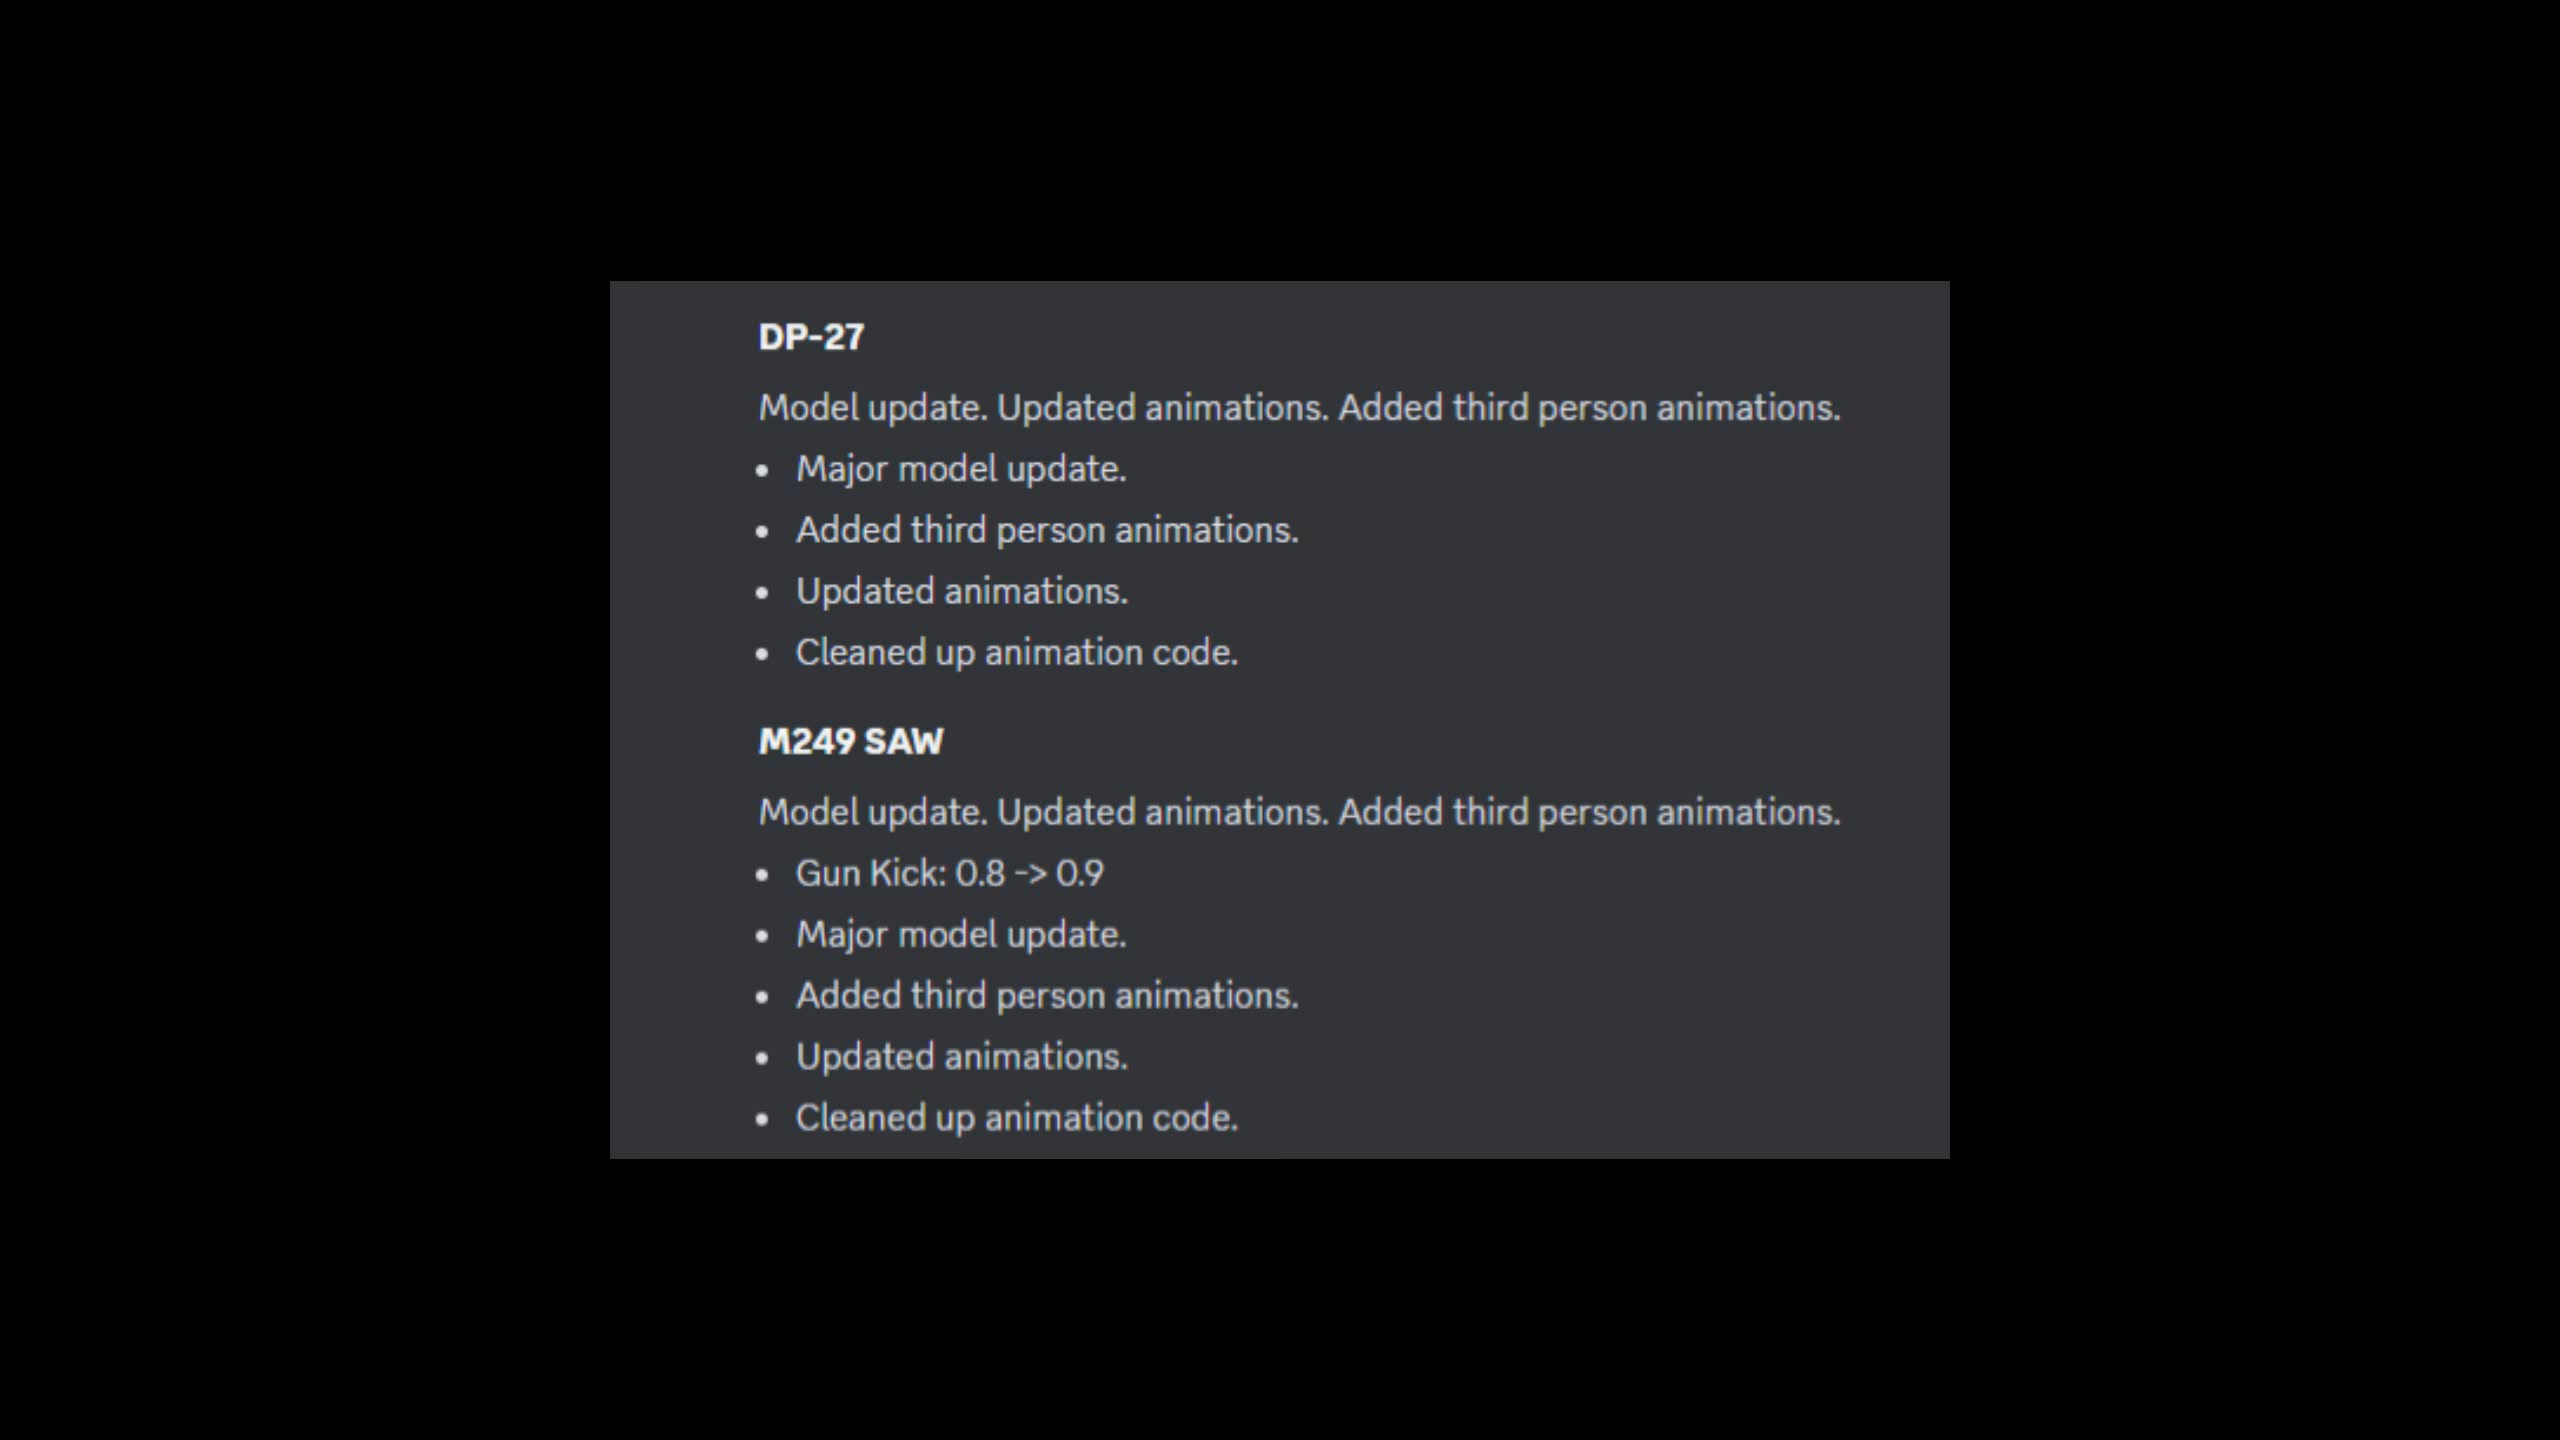 DP-27
Model update. Updated animations. Added third person animations.
• Major model update.
• Added third person animations.
• Updated animations.
• Cleaned up animation code.
M249 SAW
Model update. Updated animations. Added third person animations.
• Gun Kick: 0.8 -> 0.9
• Major model update.
• Added third person animations.
• Updated animations.
• Cleaned up animation code.